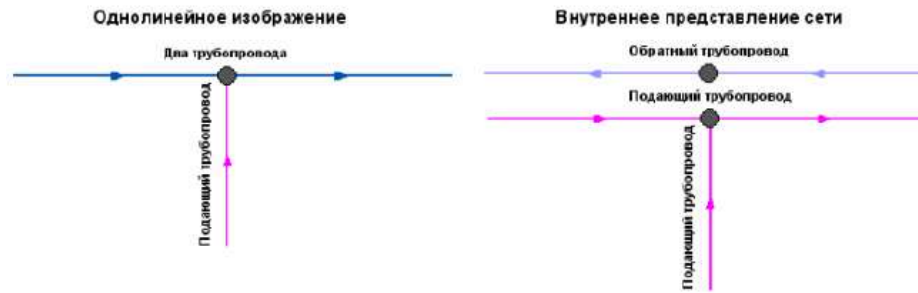 Однолинейное изображение
Два трубопровода
Подающий трубопровод
Внутреннее представление сети
Обратный трубопровод
Подающий трубопровод
Подающий трубопровод